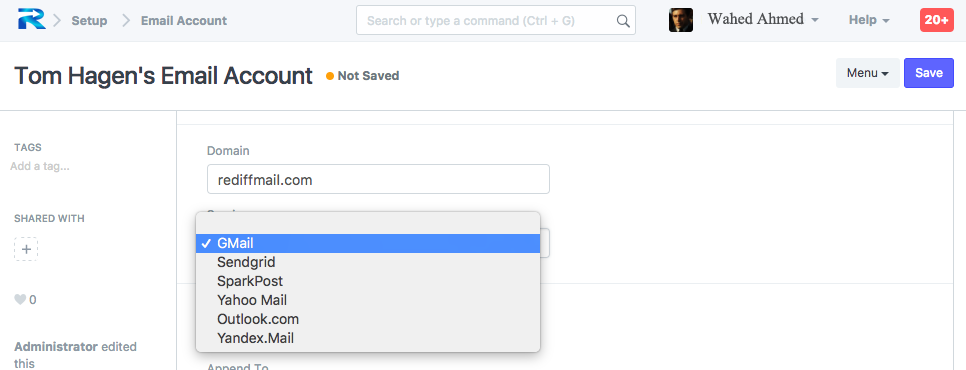 Setup
Email Account
Search or type a command (Ctrl + G)
Wahed Ahmed
Help
20+
Tom Hagen's Email Account
Not Saved
Menu
Save
TAGS
Add a tag...
SHARED WITH
+
0
Administrator edited
this
Domain
rediffmail.com
✓ GMail
Sendgrid
SparkPost
Yahoo Mail
Outlook.com
Yandex.Mail
Append To